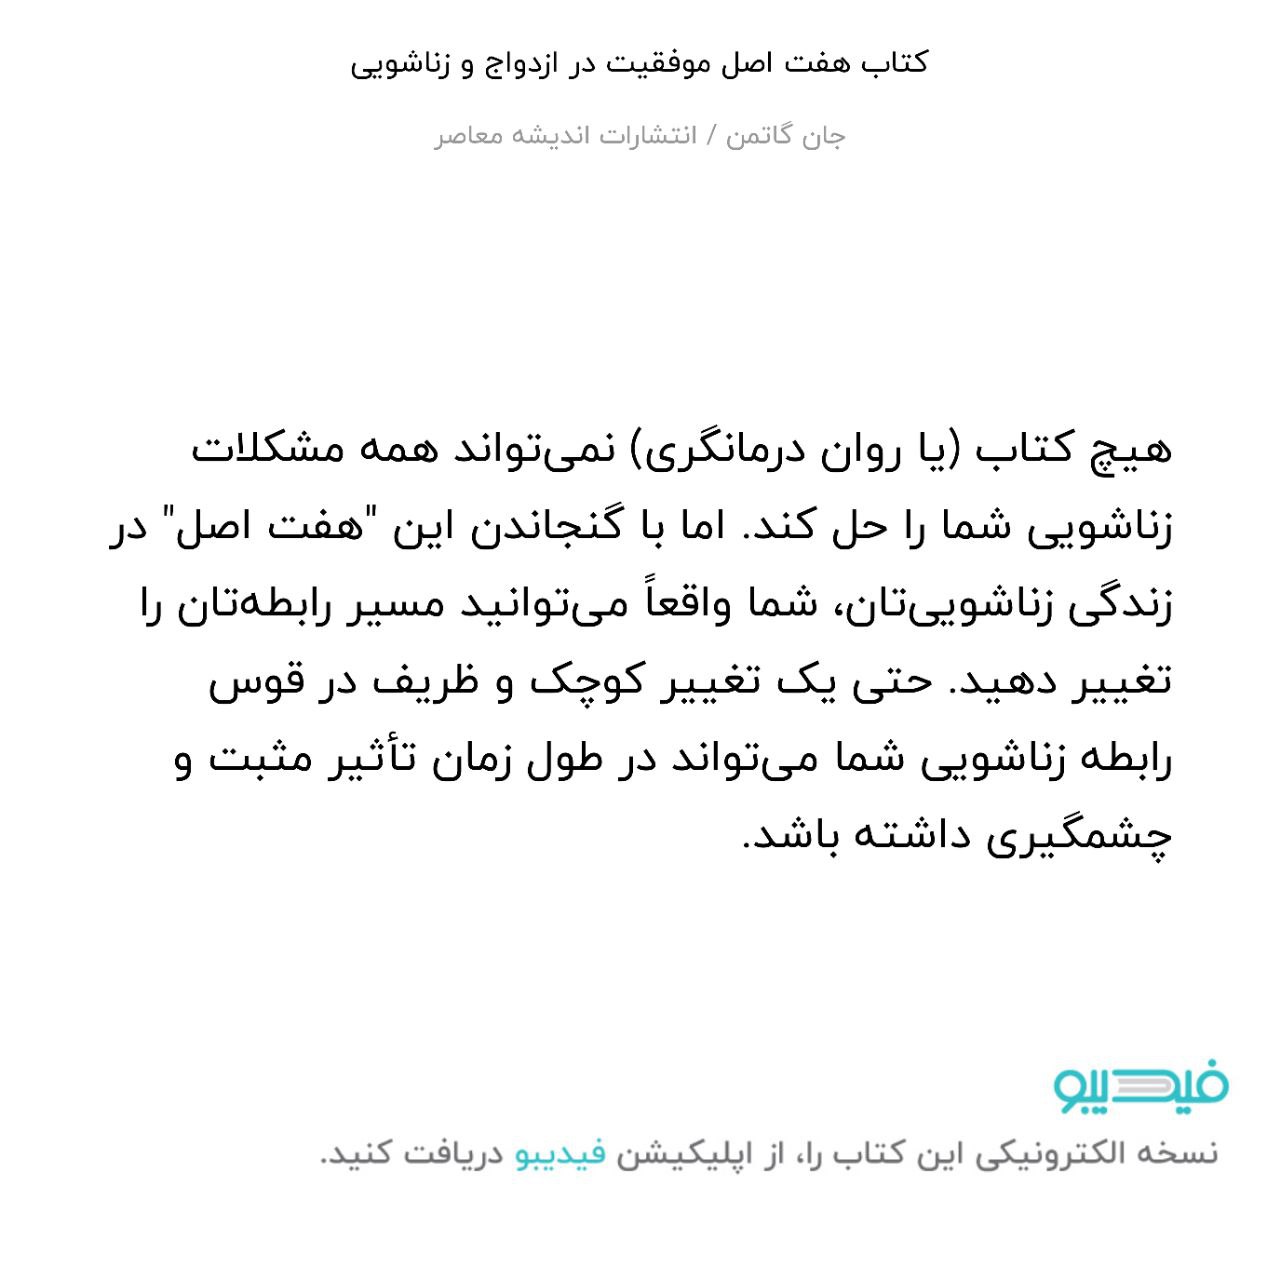 کتاب هفت اصل موفقیت در ازدواج و زناشویی
جان گاتمن / انتشارات اندیشه معاصر
هیچ کتاب (یا روان درمانگری) نمی‌تواند همه مشکلات
زناشویی شما را حل کند. اما با گنجاندن این "هفت اصل" در
زندگی زناشویی‌تان، شما واقعاً می‌توانید مسیر رابطه‌تان را
تغییر دهید. حتی یک تغییر کوچک و ظریف در قوس
رابطه زناشویی شما می‌تواند در طول زمان تأثیر مثبت و
چشمگیری داشته باشد.
فیدیبو
نسخه الکترونیکی این کتاب را، از اپلیکیشن فیدیبو دریافت کنید.